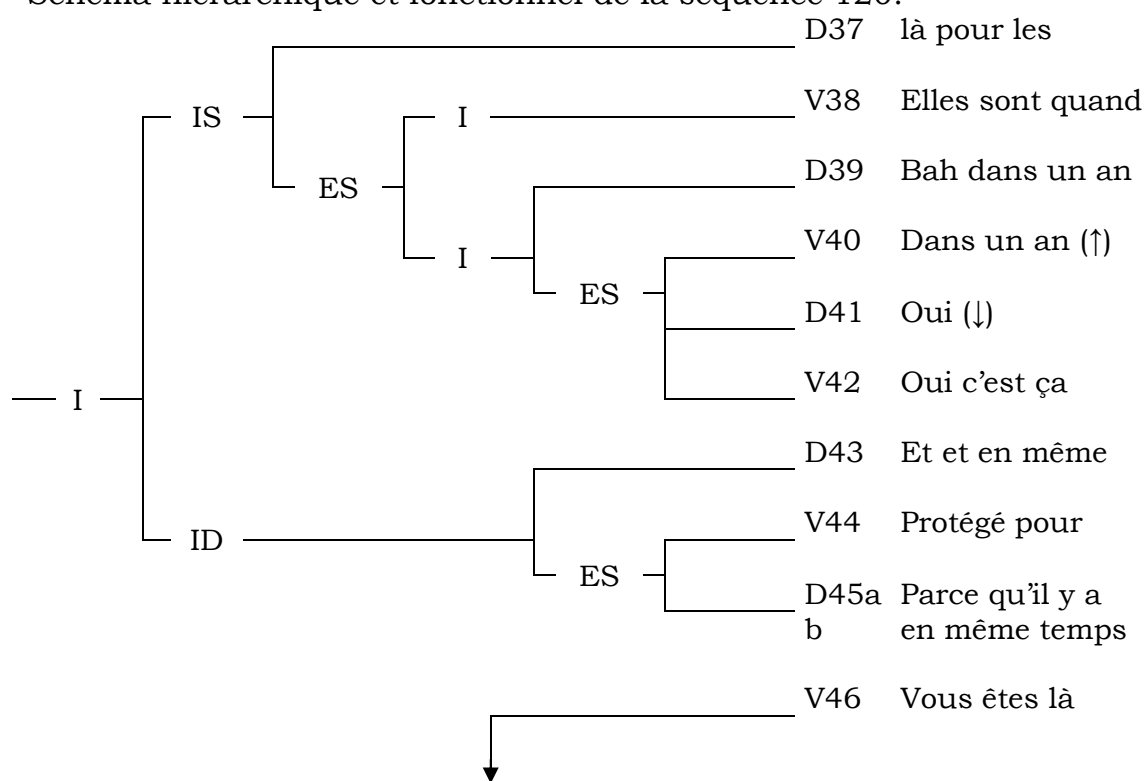 Schéma hiérarchique et fonctionnel de la séquence 126:
D37 là pour les
V38 Elles sont quand
IS I
D39 Bah dans un an
ES
V40 Dans un an (↑)
I
ES
D41 Oui (↓)
V42 Oui c’est ça
I
D43 Et et en même
V44 Protégé pour
ID
ES
D45a Parce qu’il y a
b en même temps
V46 Vous êtes là